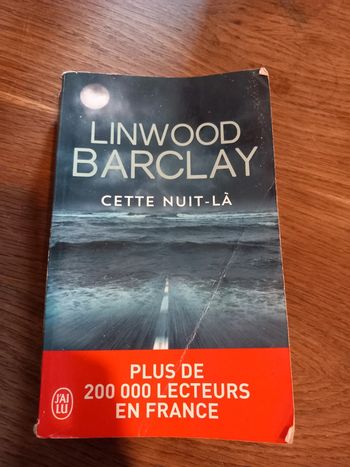 LINWOOD
BARCLAY
CETTE NUIT-LÀ
PLUS DE
200 000 LECTEURS
EN FRANCE
J'AI
LU